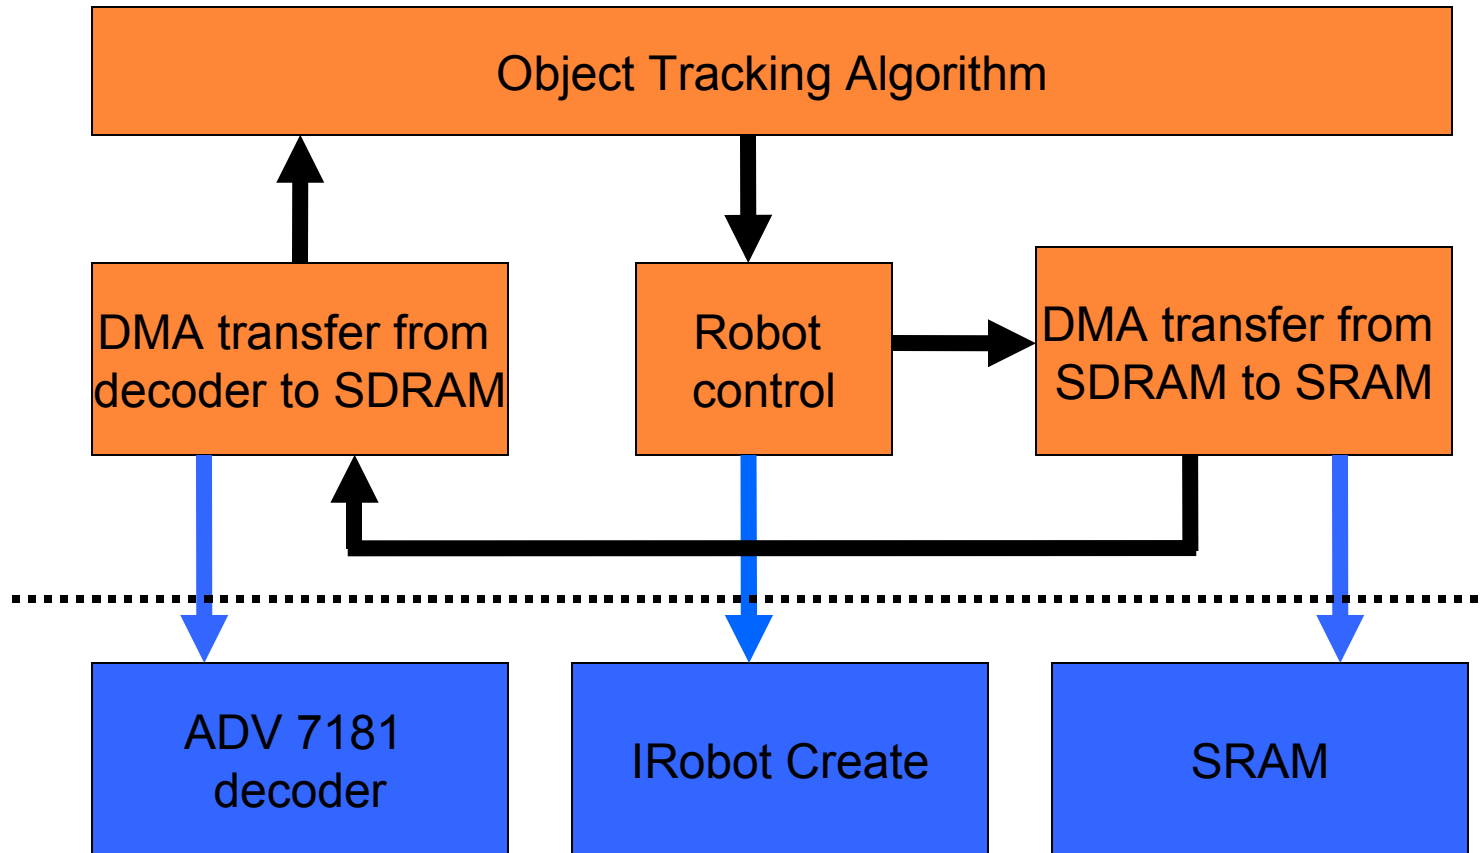 Object Tracking Algorithm
DMA transfer from
decoder to SDRAM
Robot
control
DMA transfer from
SDRAM to SRAM
ADV 7181
decoder
IRobot Create
SRAM